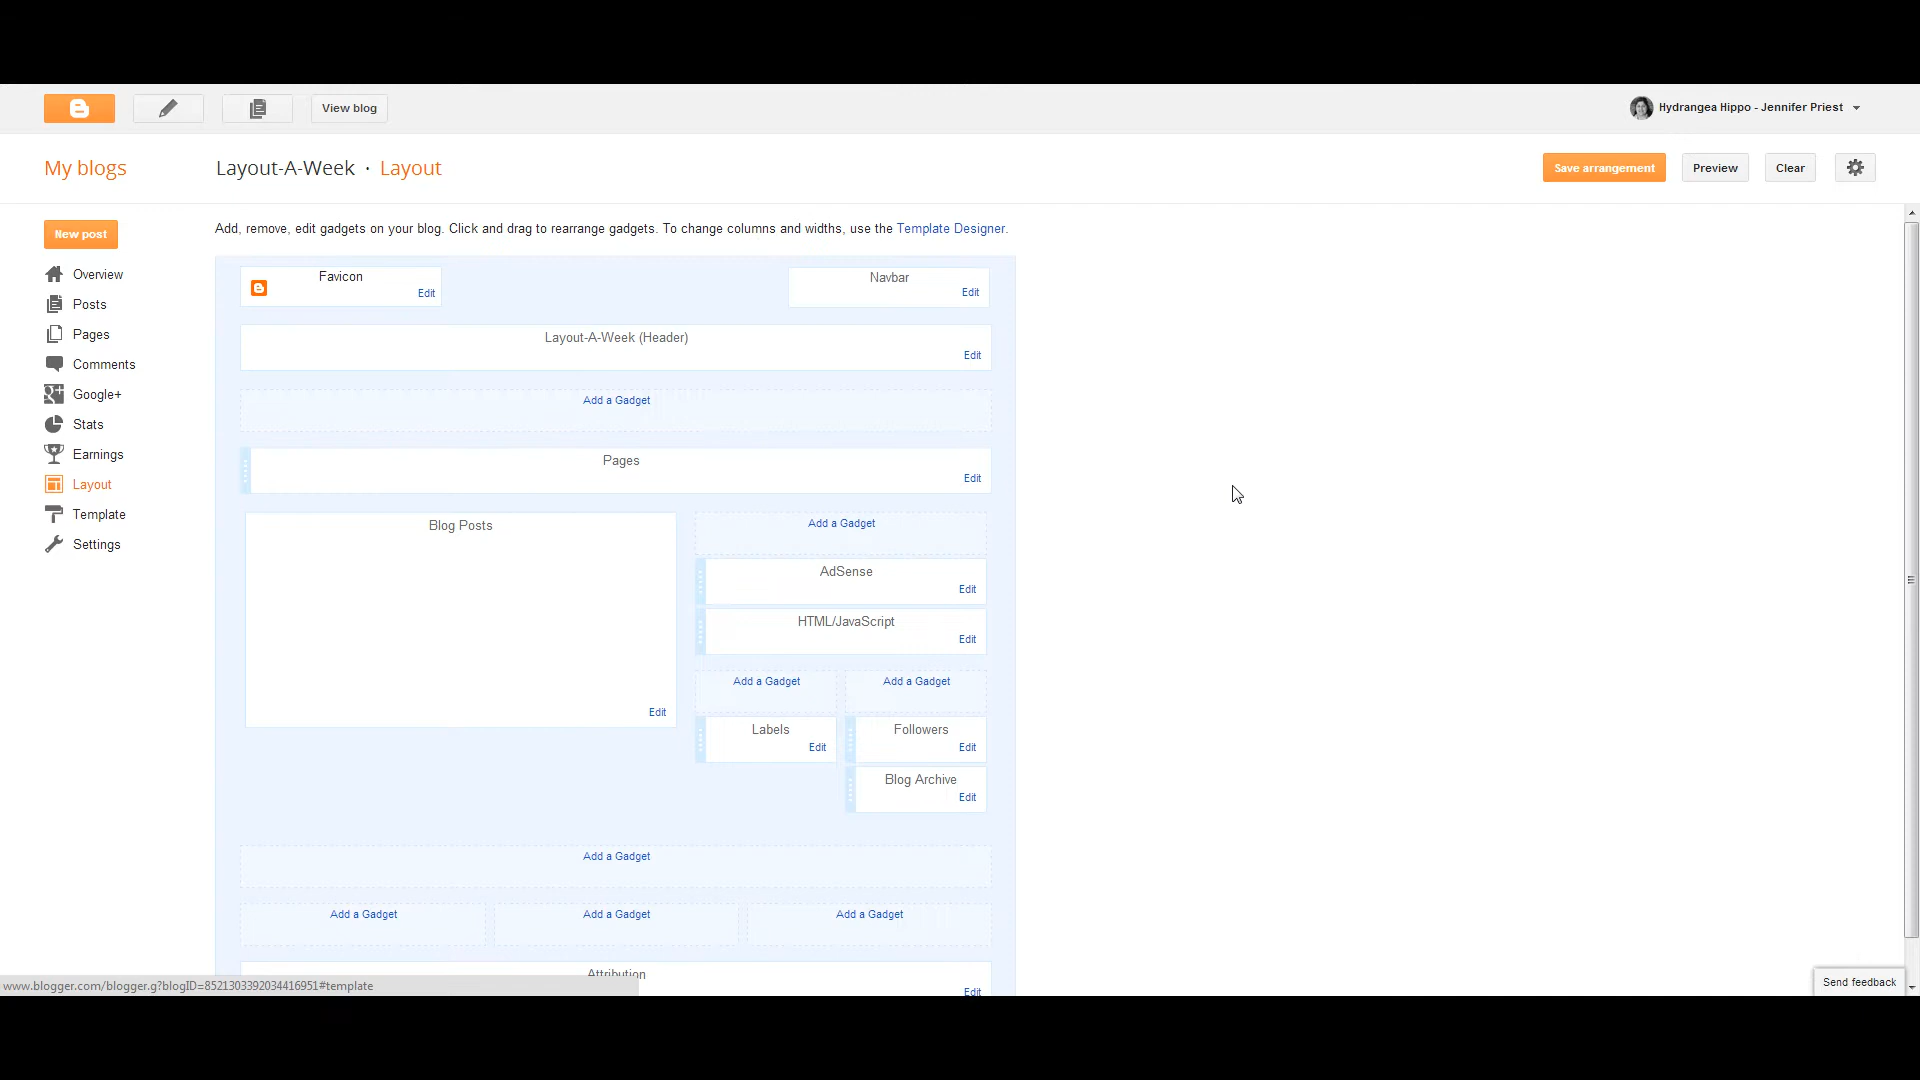 View blog
Hydrangea Hippo - Jennifer Priest
My blogs
Layout-A-Week · Layout
Save arrangement
Preview
Clear
New post
Overview
Posts
Pages
Comments
Google+
Stats
Earnings
Layout
Template
Settings
Add, remove, edit gadgets on your blog. Click and drag to rearrange gadgets. To change columns and widths, use the Template Designer.
Favicon
Edit
Navbar
Edit
Layout-A-Week (Header)
Edit
Add a Gadget
Pages
Edit
Blog Posts
Edit
Add a Gadget
AdSense
Edit
HTML/JavaScript
Edit
Add a Gadget
Add a Gadget
Labels
Edit
Followers
Edit
Blog Archive
Edit
Add a Gadget
Add a Gadget
Add a Gadget
Add a Gadget
Attribution
Edit
www.blogger.com/blogger.g?blogID=8521303392034416951#template
Send feedback